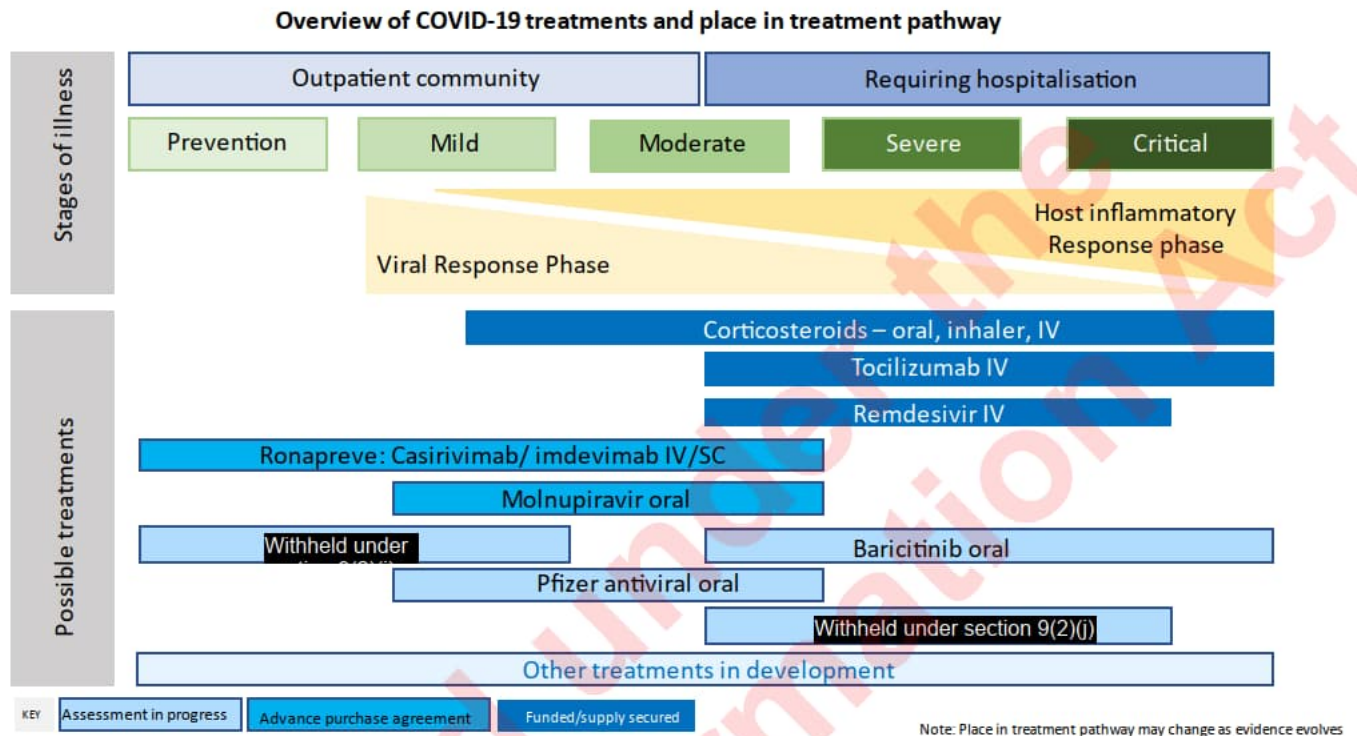 Overview of COVID-19 treatments and place in treatment pathway
Stages of illness
Outpatient community
Requiring hospitalisation
Prevention
Mild
Moderate
Severe
Critical
Host inflammatory
Response phase
Viral Response Phase
Possible treatments
Corticosteroids – oral, inhaler, IV
Tocilizumab IV
Remdesivir IV
Ronapreve: Casirivimab/ imdevimab IV/SC
Molnupiravir oral
Withheld under
Baricitinib oral
Pfizer antiviral oral
Withheld under section 9(2)(j)
Other treatments in development
KEY
Assessment in progress
Advance purchase agreement
Funded/supply secured
Note: Place in treatment pathway may change as evidence evolves
under the
Act